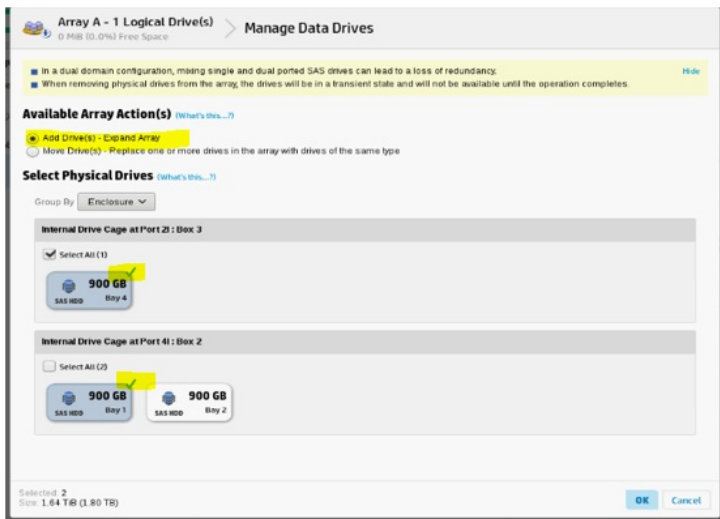 Array A - 1 Logical Drive(s)
0 MiB (0.0%) Free Space
Manage Data Drives
In a dual domain configuration, mixing single and dual ported SAS drives can lead to a loss of redundancy.
Hide
When removing physical drives from the array, the drives will be in a transient state and will not be available until the operation completes.
Available Array Action(s) (What's this...?)
Add Drive(s) - Expand Array
Move Drive(s) - Replace one or more drives in the array with drives of the same type
Select Physical Drives (What's this...?)
Group By Enclosure
Internal Drive Cage at Port 2I : Box 3
Select All (1)
900 GB
SAS HDD Bay 4
Internal Drive Cage at Port 4I : Box 2
Select All (2)
900 GB 900 GB
SAS HDD Bay 1 SAS HDD Bay 2
Selected: 2
Size: 1.64 TiB (1.80 TB)
OK Cancel